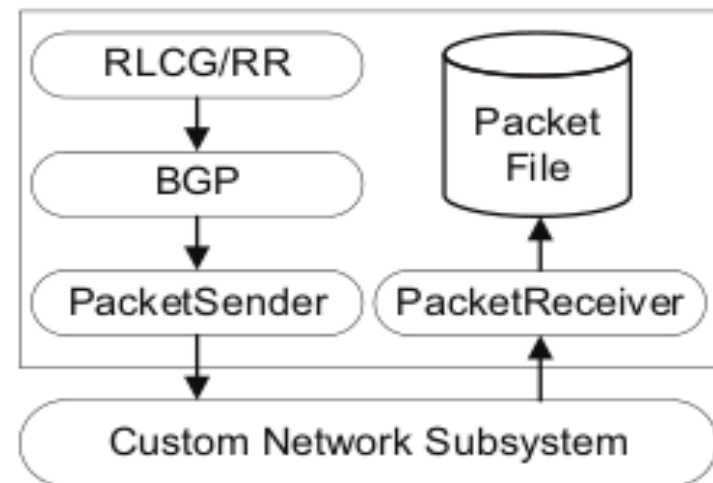 RLCG/RR
BGP
PacketSender
Packet
File
PacketReceiver
Custom Network Subsystem